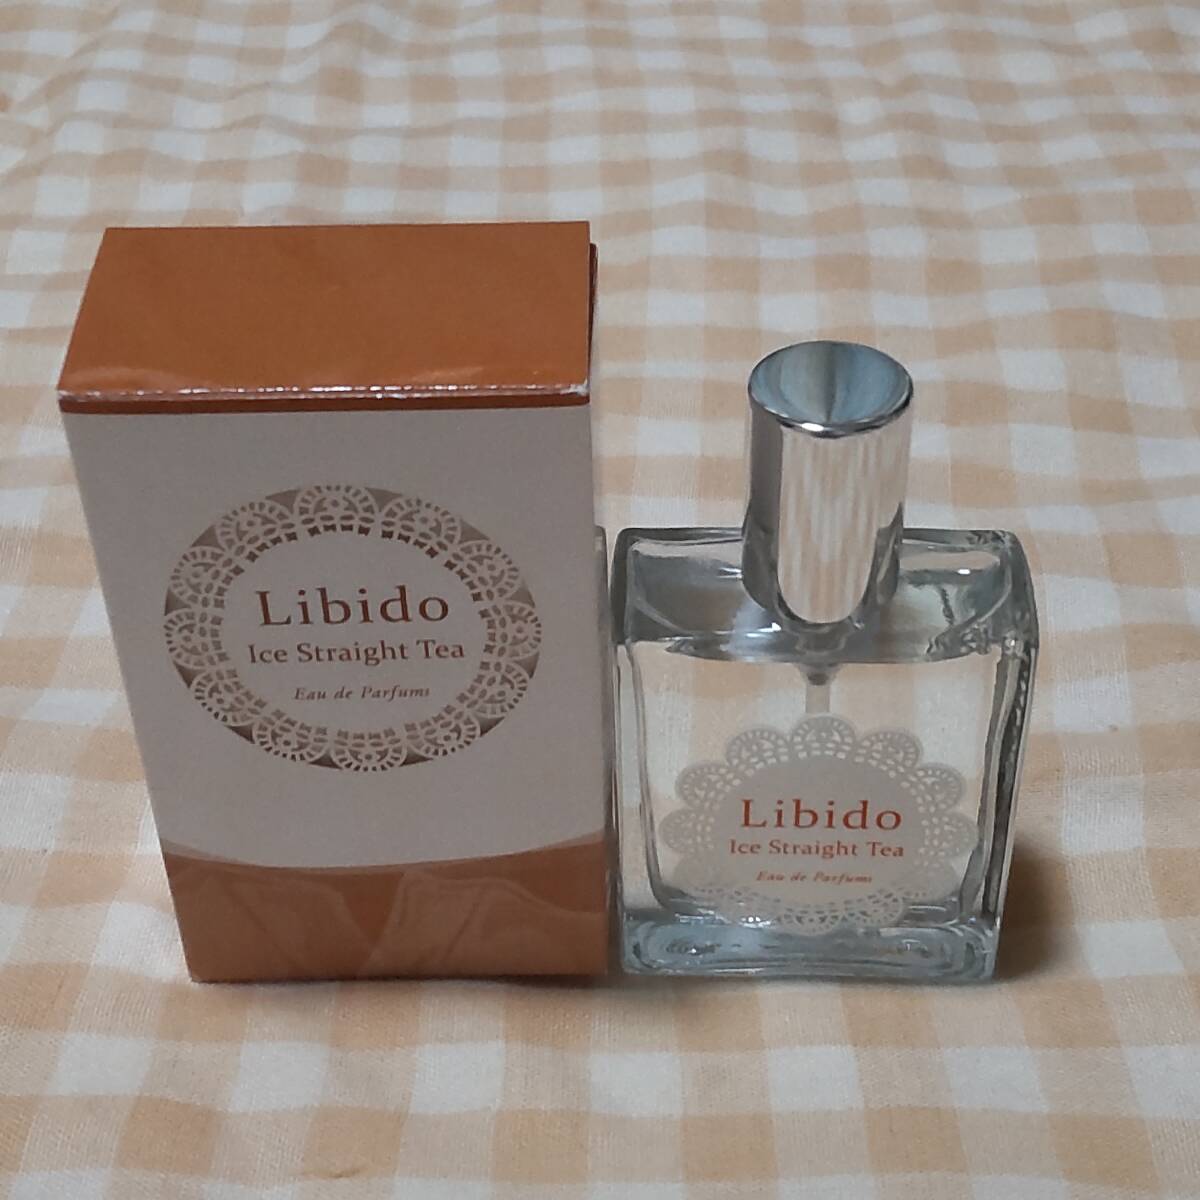 Libido
Ice Straight Tea
Eau de Parfums
Libido
Ice Straight Tea
Eau de Parfums